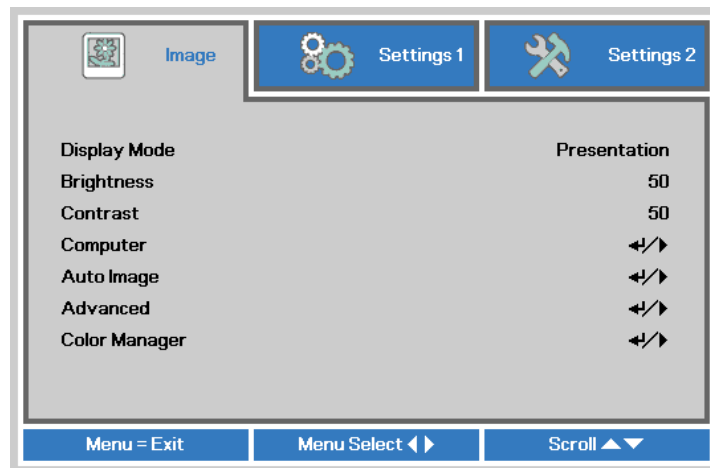 Image Settings 1 Settings 2
Display Mode Presentation
Brightness 50
Contrast 50
Computer ↵/▶
Auto Image ↵/▶
Advanced ↵/▶
Color Manager ↵/▶
Menu = Exit Menu Select ◀▶ Scroll ▲▼